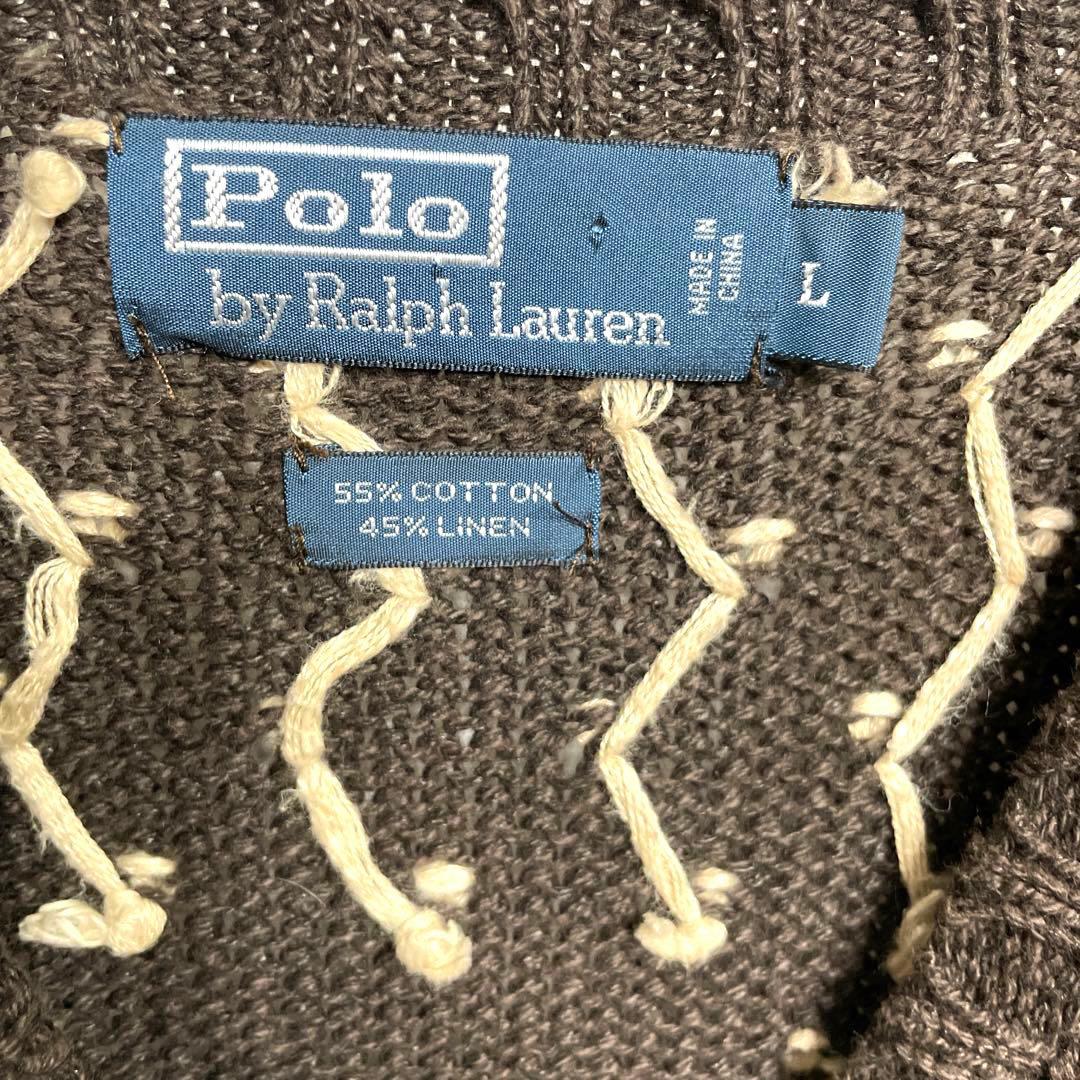 Polo
by Ralph Lauren
MADE IN
CHINA
L
55% COTTON
45% LINEN